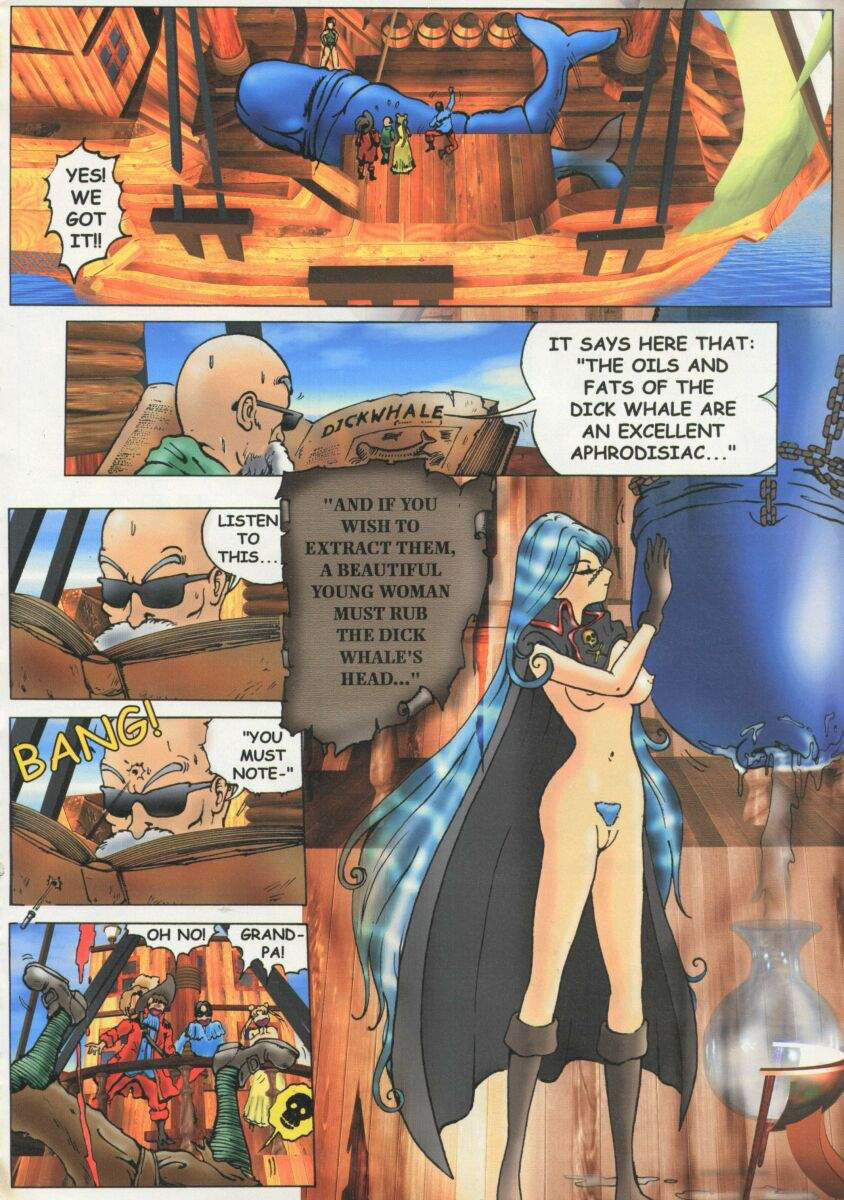 YES!
WE
GOT
IT!!
IT SAYS HERE THAT:
"THE OILS AND
FATS OF THE
DICK WHALE ARE
AN EXCELLENT
APHRODISIAC..."
DICKWHALE
LISTEN
TO
THIS...
"AND IF YOU
WISH TO
EXTRACT THEM,
A BEAUTIFUL
YOUNG WOMAN
MUST RUB
THE DICK
WHALE'S
HEAD..."
BANG!
"YOU
MUST
NOTE-"
OH NO!
GRAND-
PA!